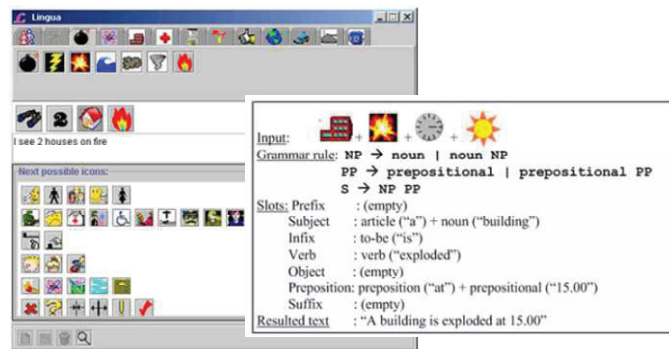 Lingua
2
I see 2 houses on fire
Next possible icons:
Input: + + +
Grammar rule: NP → noun | noun NP
PP → prepositional | prepositional PP
S → NP PP
Slots: Prefix : (empty)
Subject : article (“a”) + noun (“building”)
Infix : to-be (“is”)
Verb : verb (“exploded”)
Object : (empty)
Preposition: preposition (“at”) + prepositional (“15.00”)
Suffix : (empty)
Resulted text : “A building is exploded at 15.00”